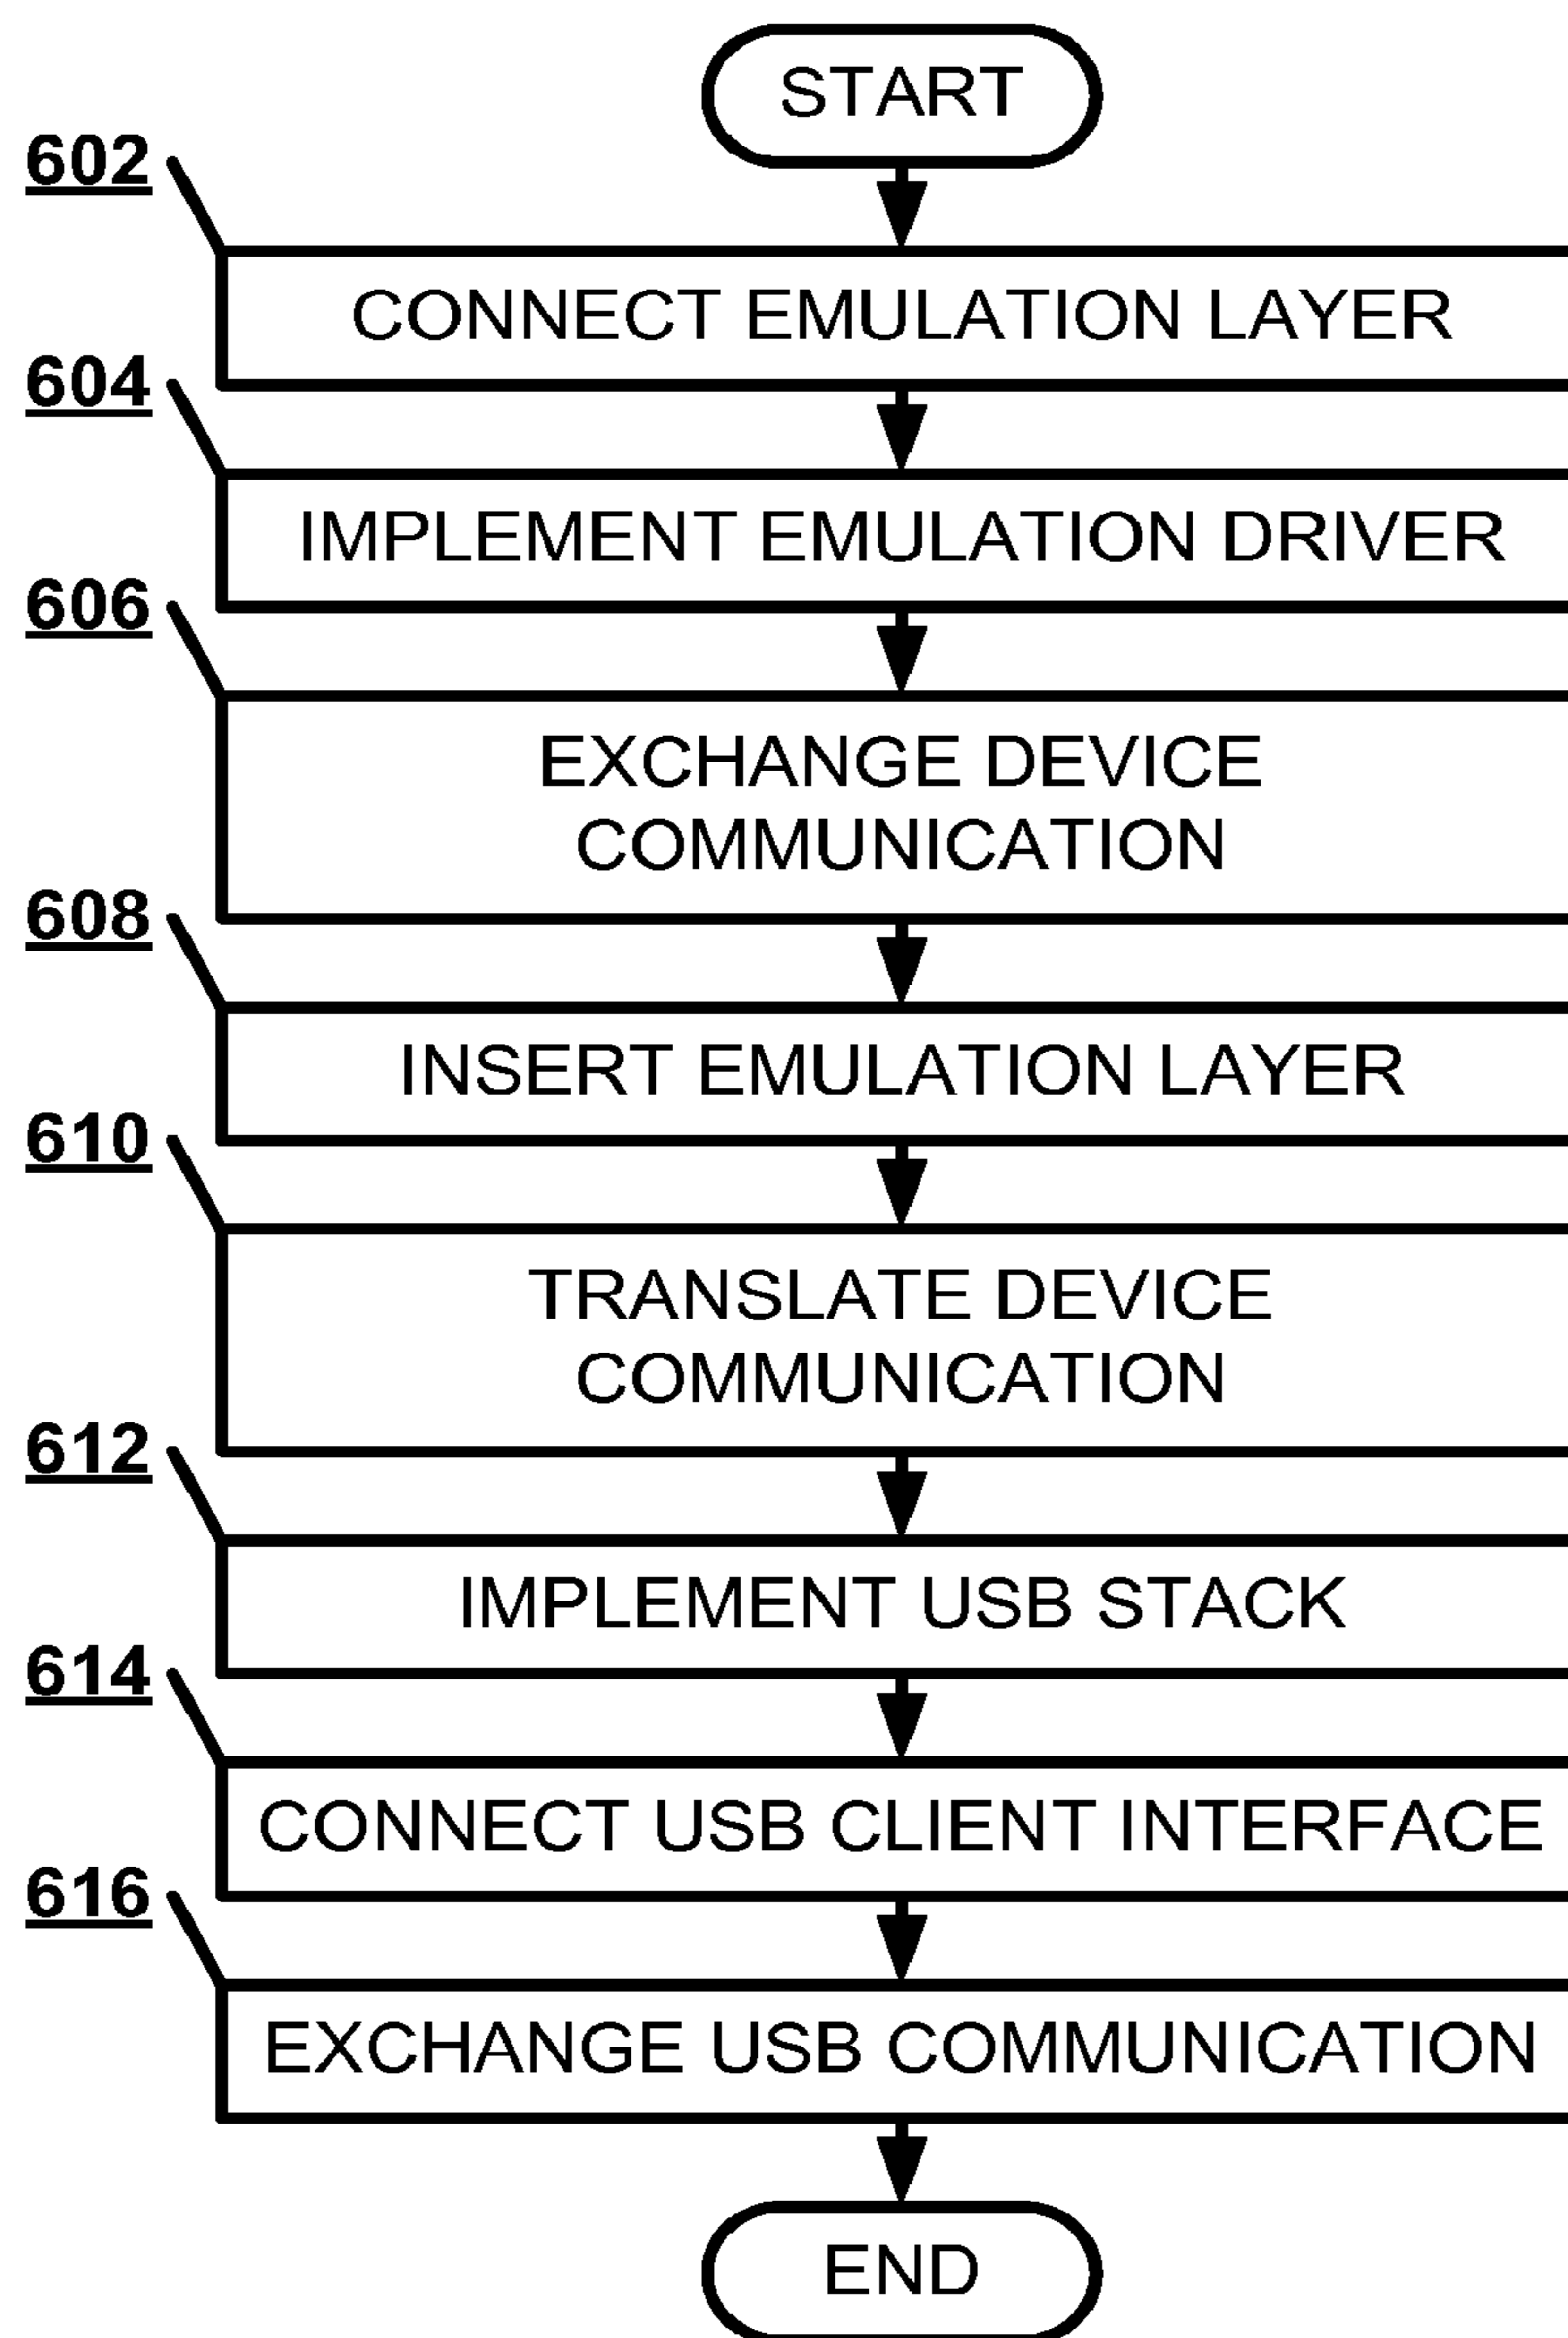 START
602
CONNECT EMULATION LAYER
604
IMPLEMENT EMULATION DRIVER
606
EXCHANGE DEVICE
COMMUNICATION
608
INSERT EMULATION LAYER
610
TRANSLATE DEVICE
COMMUNICATION
612
IMPLEMENT USB STACK
614
CONNECT USB CLIENT INTERFACE
616
EXCHANGE USB COMMUNICATION
END